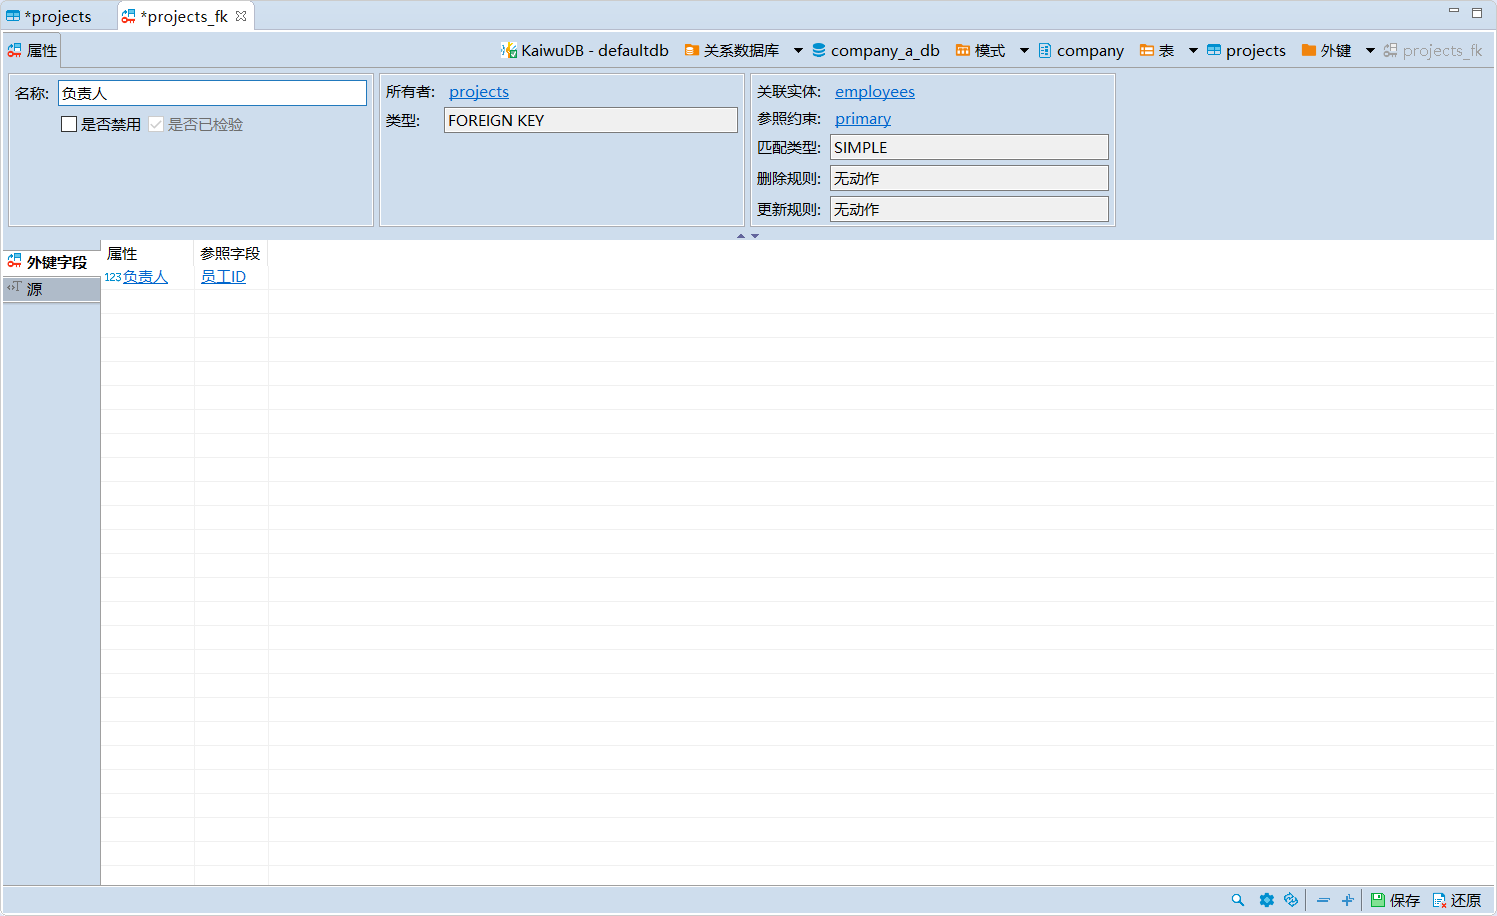 *projects
*projects_fk
属性
KaiwuDB - defaultdb
关系数据库
company_a_db
模式
company
表
projects
外键
projects_fk
名称:
负责人
是否禁用
是否已检验
所有者:
projects
类型:
FOREIGN KEY
关联实体:
employees
参照约束:
primary
匹配类型:
SIMPLE
删除规则:
无动作
更新规则:
无动作
外键字段
源
属性
参照字段
123负责人
员工ID
保存
还原